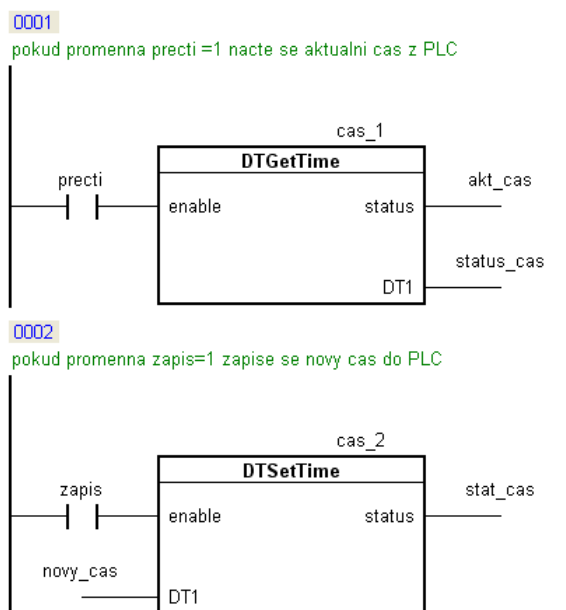 0001
pokud promenna precti =1 nacte se aktualni cas z PLC
cas_1
DTGetTime
precti
akt_cas
enable
status
status_cas
DT1
0002
pokud promenna zapis=1 zapise se novy cas do PLC
cas_2
DTSetTime
zapis
stat_cas
enable
status
novy_cas
DT1